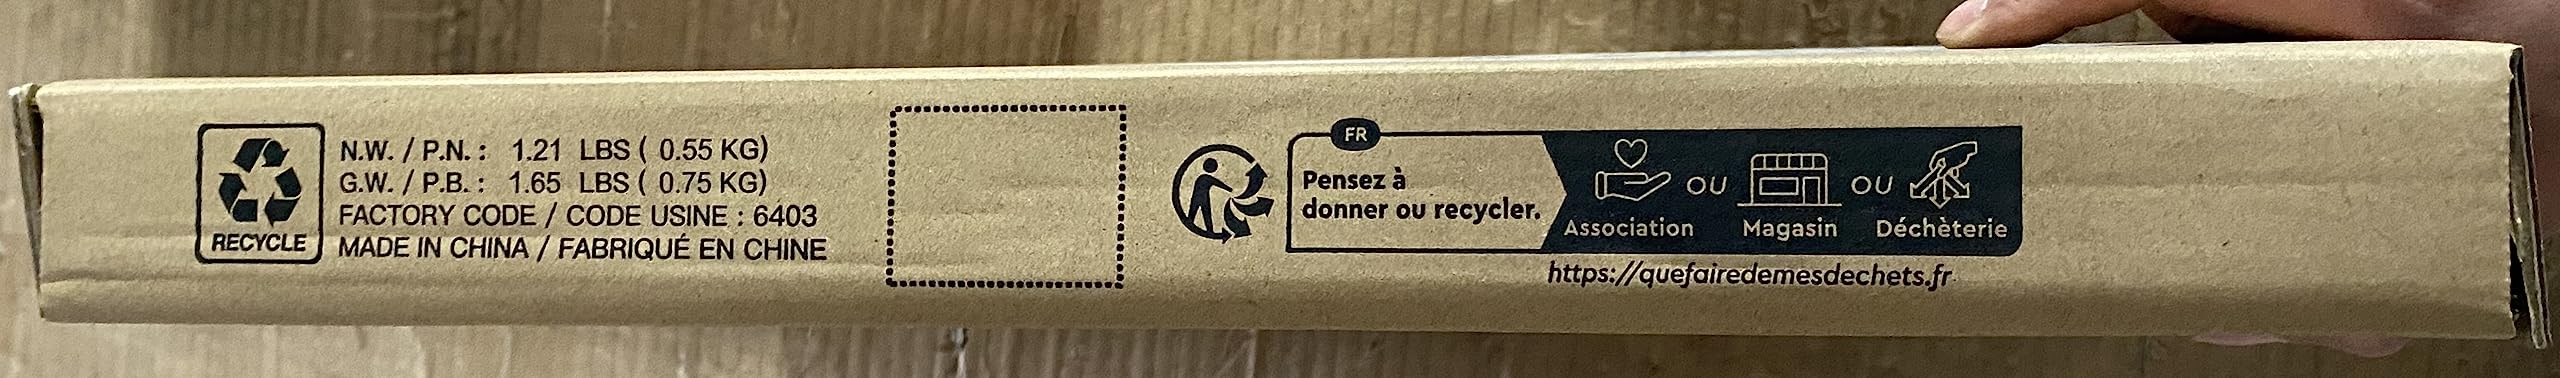 RECYCLE
N.W. / P.N. : 1.21 LBS ( 0.55 KG)
G.W. / P.B. : 1.65 LBS ( 0.75 KG)
FACTORY CODE / CODE USINE : 6403
MADE IN CHINA / FABRIQUÉ EN CHINE
FR
Pensez à
donner ou recycler.
OU OU
Association Magasin Déchèterie
https://quefairedemesdechets.fr